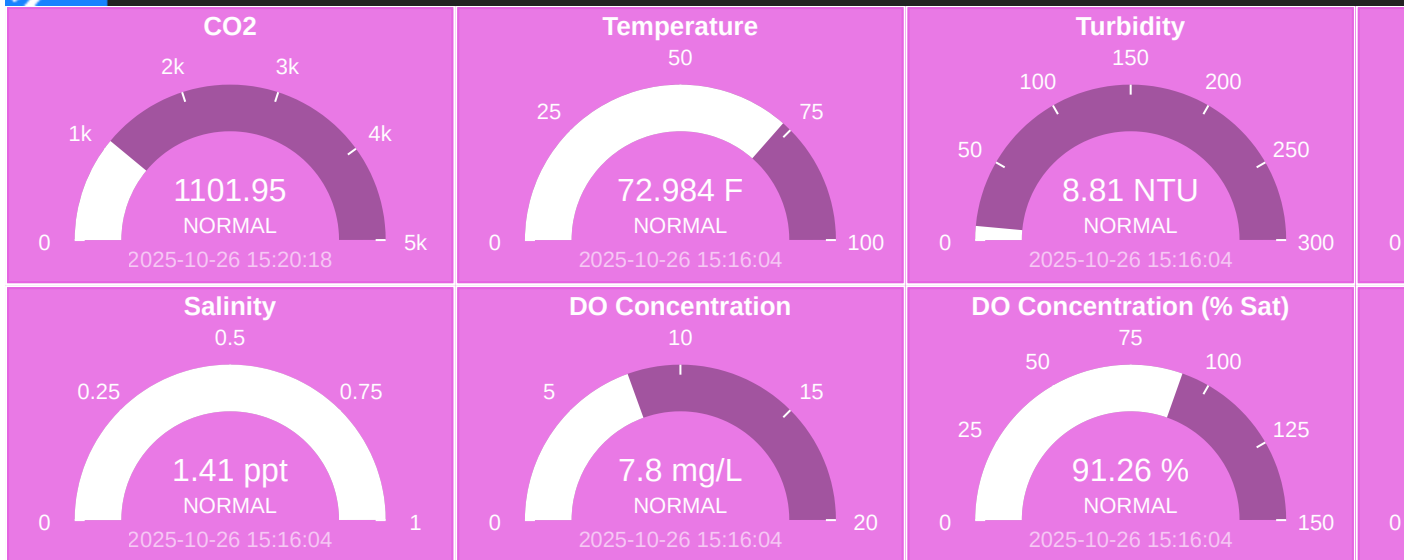 CO2
0
1k
2k
3k
4k
5k
1101.95
NORMAL
2025-10-26 15:20:18
Temperature
0
25
50
75
100
72.984 F
NORMAL
2025-10-26 15:16:04
Turbidity
0
50
100
150
200
250
300
8.81 NTU
NORMAL
2025-10-26 15:16:04
0
Salinity
0
0.25
0.5
0.75
1
1.41 ppt
NORMAL
2025-10-26 15:16:04
DO Concentration
0
5
10
15
20
7.8 mg/L
NORMAL
2025-10-26 15:16:04
DO Concentration (% Sat)
0
25
50
75
100
125
150
91.26 %
NORMAL
2025-10-26 15:16:04
0